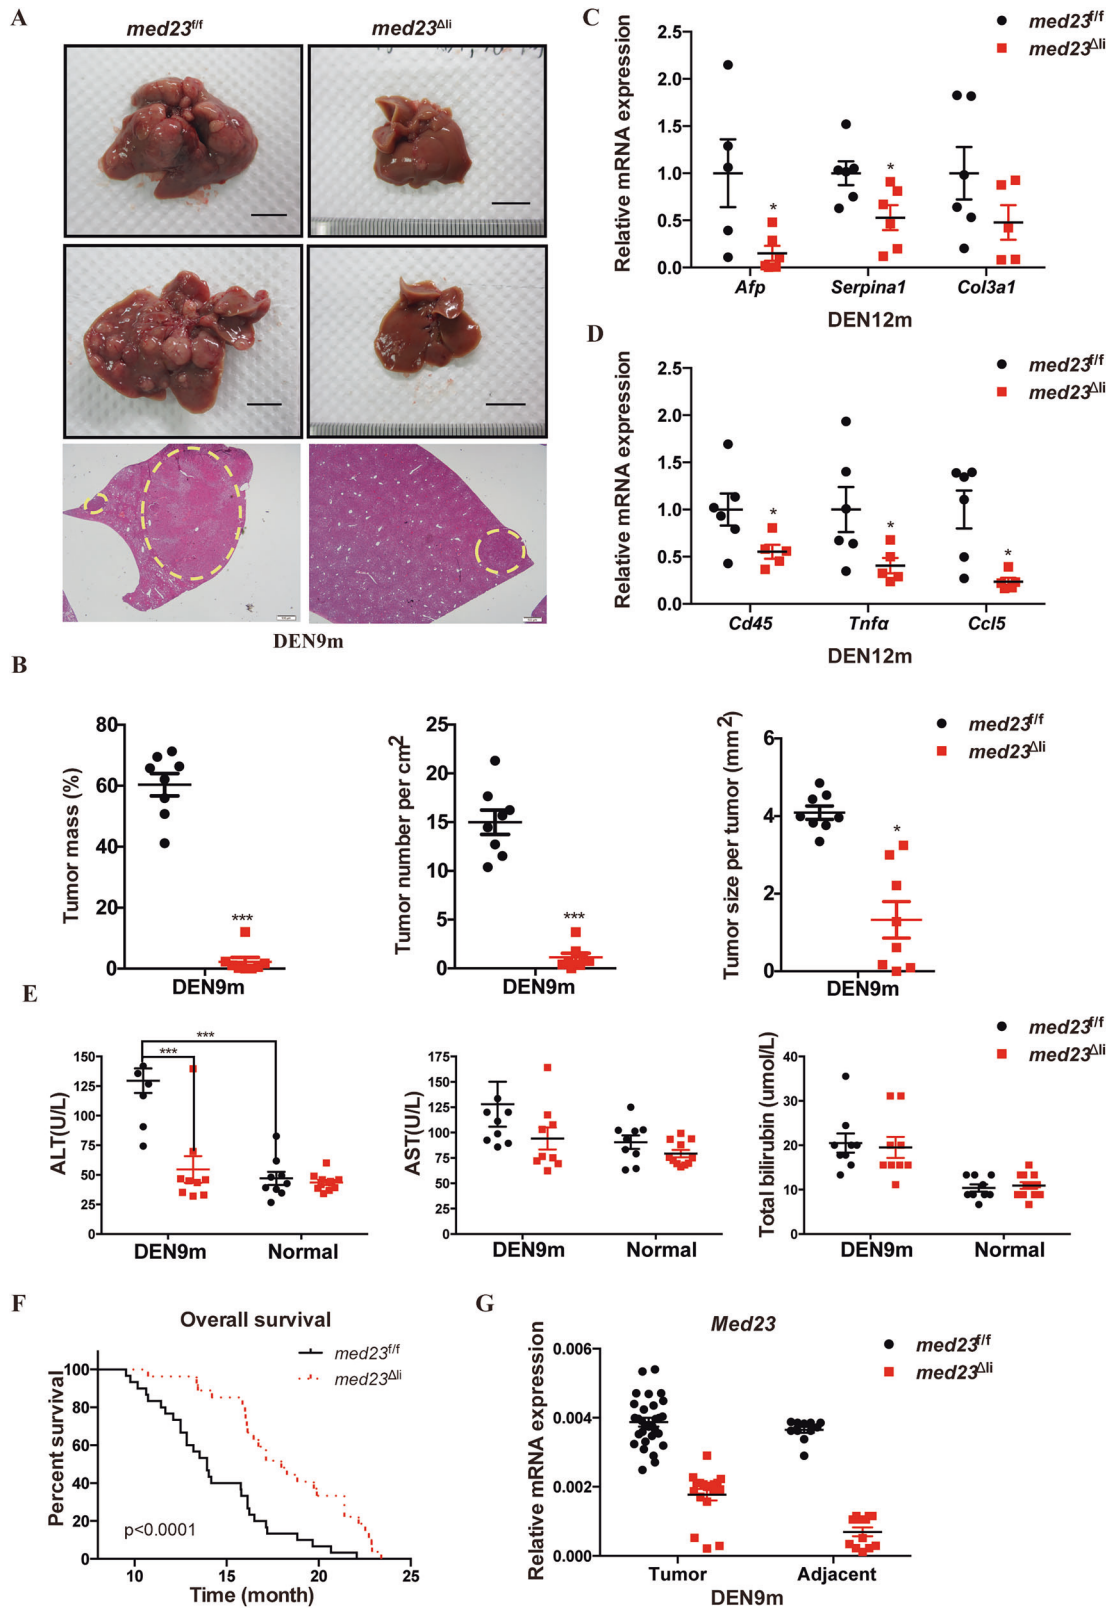 A
med23f/f
med23Δli
DEN9m
B
Tumor mass (%)
80
60
40
20
0
***
DEN9m
Tumor number per cm2
25
20
15
10
5
0
***
DEN9m
Tumor size per tumor (mm2)
6
4
2
0
*
DEN9m
med23f/f
med23Δli
C
Relative mRNA expression
2.5
2.0
1.5
1.0
0.5
0.0
*
*
Afp
Serpina1
Col3a1
DEN12m
med23f/f
med23Δli
D
Relative mRNA expression
2.5
2.0
1.5
1.0
0.5
0.0
*
*
*
Cd45
Tnfα
Ccl5
DEN12m
med23f/f
med23Δli
E
ALT(U/L)
150
125
100
75
50
25
0
***
***
DEN9m
Normal
AST(U/L)
175
150
125
100
75
50
25
0
DEN9m
Normal
Total bilirubin (umol/L)
40
30
20
10
0
DEN9m
Normal
med23f/f
med23Δli
F
Overall survival
med23f/f
med23Δli
Percent survival
100
80
60
40
20
0
p<0.0001
10
15
20
25
Time (month)
G
Med23
med23f/f
med23Δli
Relative mRNA expression
0.006
0.004
0.002
0.000
Tumor
Adjacent
DEN9m